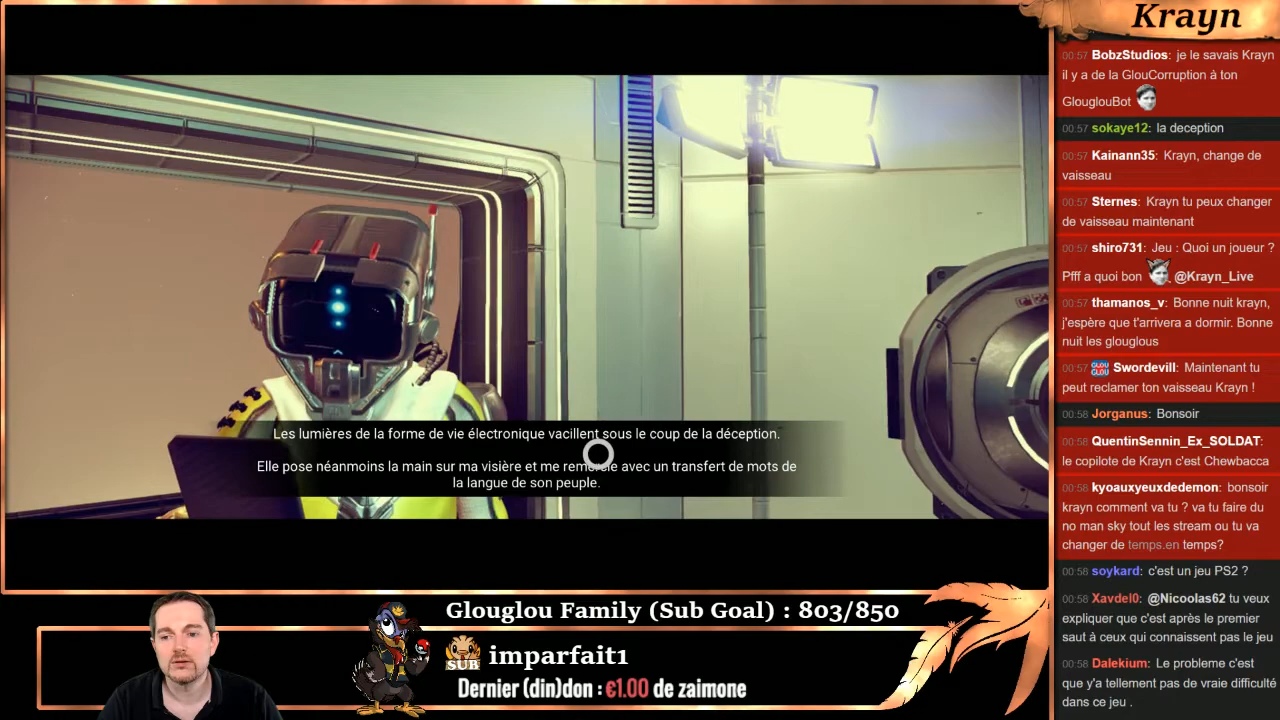 Krayn
00:57 BobzStudios: je le savais Krayn
il y a de la GlouCorruption à ton
GlouglouBot
00:57 sokaye12: la deception
00:57 Kainann35: Krayn, change de
vaisseau
00:57 Sternes: Krayn tu peux changer
de vaisseau maintenant
00:57 shiro731: Jeu : Quoi un joueur ?
Pfff a quoi bon @Krayn_Live
00:57 thamanos_v: Bonne nuit krayn,
j'espère que t'arrivera a dormir. Bonne
nuit les glouglous
00:57 GLOU GLOU Swordevill: Maintenant tu
peut reclamer ton vaisseau Krayn !
00:58 Jorganus: Bonsoir
00:58 QuentinSennin_Ex_SOLDAT:
le copilote de Krayn c'est Chewbacca
00:58 kyoauxyeuxdedemon: bonsoir
krayn comment va tu ? va tu faire du
no man sky tout les stream ou tu va
changer de temps.en temps?
00:58 soykard: c'est un jeu PS2 ?
00:58 Xavdel0: @Nicoolas62 tu veux
expliquer que c'est après le premier
saut à ceux qui connaissent pas le jeu
00:58 Dalekium: Le probleme c'est
que y'a tellement pas de vraie difficulté
dans ce jeu .
Les lumières de la forme de vie électronique vacillent sous le coup de la déception.
Elle pose néanmoins la main sur ma visière et me remercie avec un transfert de mots de
la langue de son peuple.
Glouglou Family (Sub Goal) : 803/850
SUB imparfait1
Dernier (din)don : €1.00 de zaimone